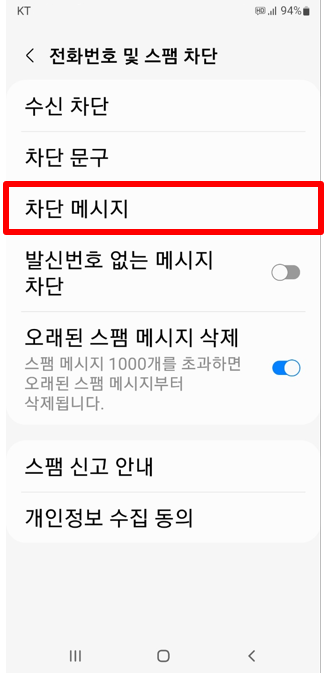 KT
HD 94%
전화번호 및 스팸 차단
수신 차단
차단 문구
차단 메시지
발신번호 없는 메시지
차단
오래된 스팸 메시지 삭제
스팸 메시지 1000개를 초과하면
오래된 스팸 메시지부터
삭제됩니다.
스팸 신고 안내
개인정보 수집 동의